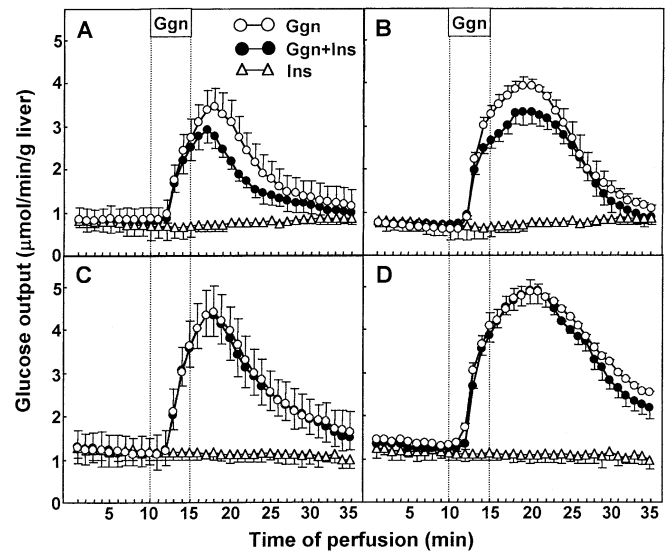 Ggn
Ggn
A
Ggn
Ggn+Ins
Ins
B
5
4
3
2
1
0
C
D
5
4
3
2
1
0
5 10 15 20 25 30 35
5 10 15 20 25 30 35
Glucose output (μmol/min/g liver)
Time of perfusion (min)